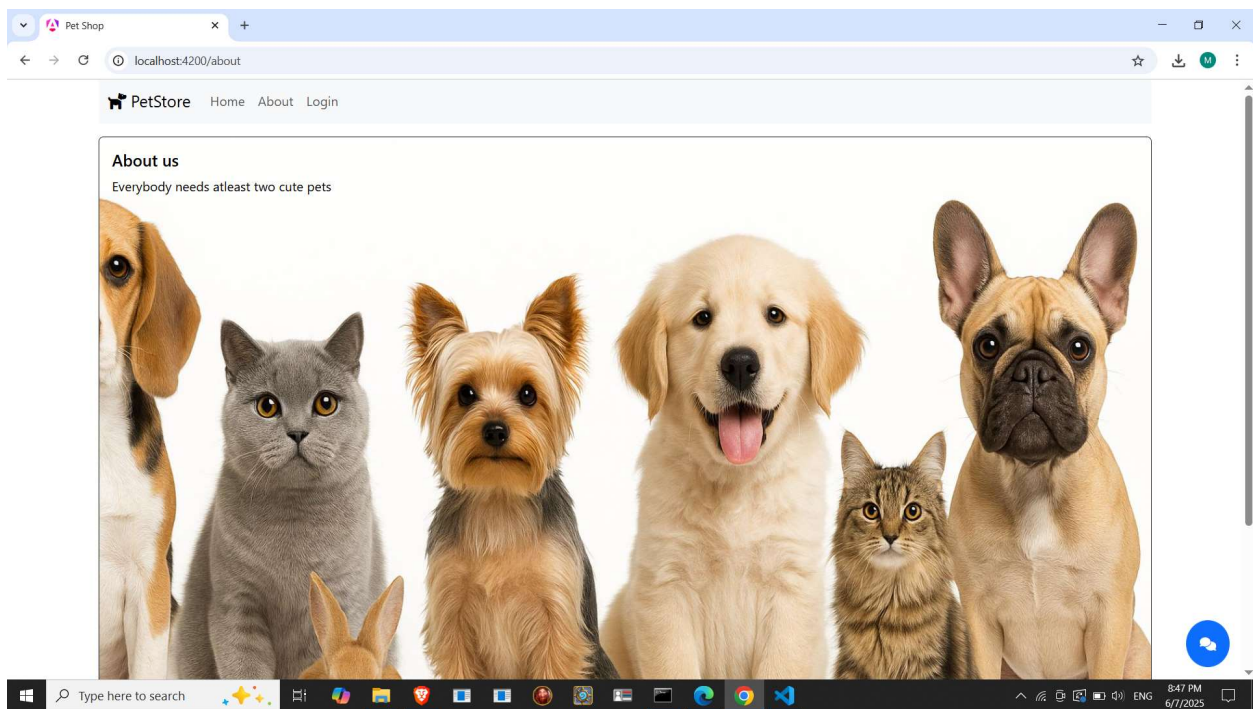 Pet Shop
localhost:4200/about
M
PetStore Home About Login
About us
Everybody needs atleast two cute pets
Type here to search
ENG
8:47 PM
6/7/2025